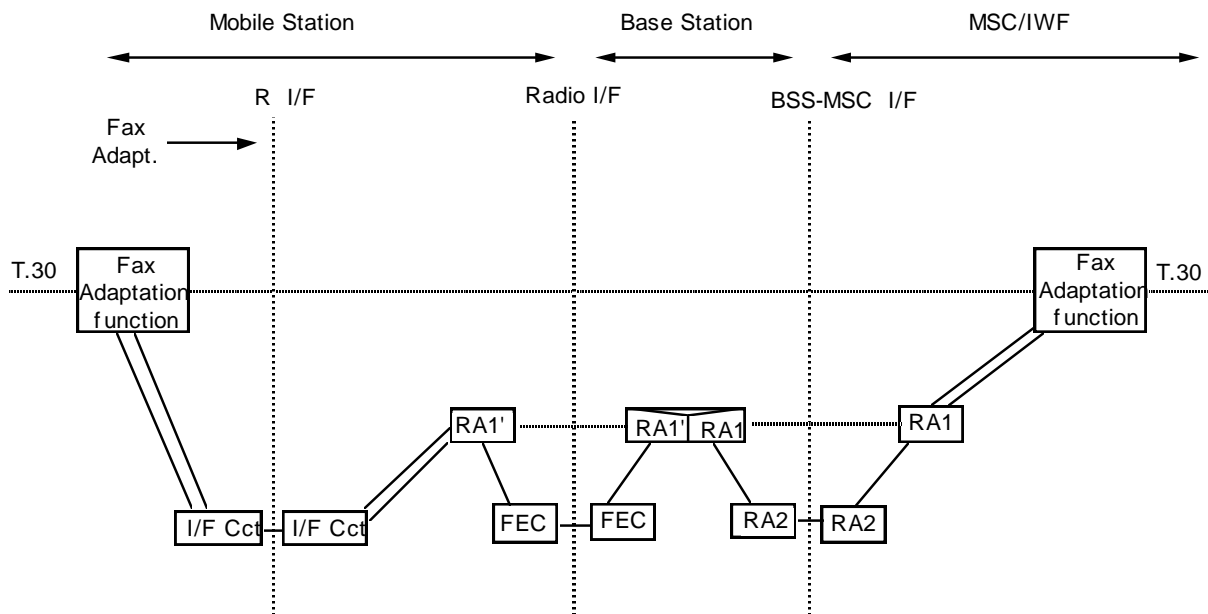 Mobile Station
Base Station
MSC/IWF
R I/F
Radio I/F
BSS-MSC I/F
Fax
Adapt.
T.30
Fax
Adaptation
function
Fax
Adaptation
function
T.30
RA1'
RA1'
RA1
RA1
I/F Cct
I/F Cct
FEC
FEC
RA2
RA2